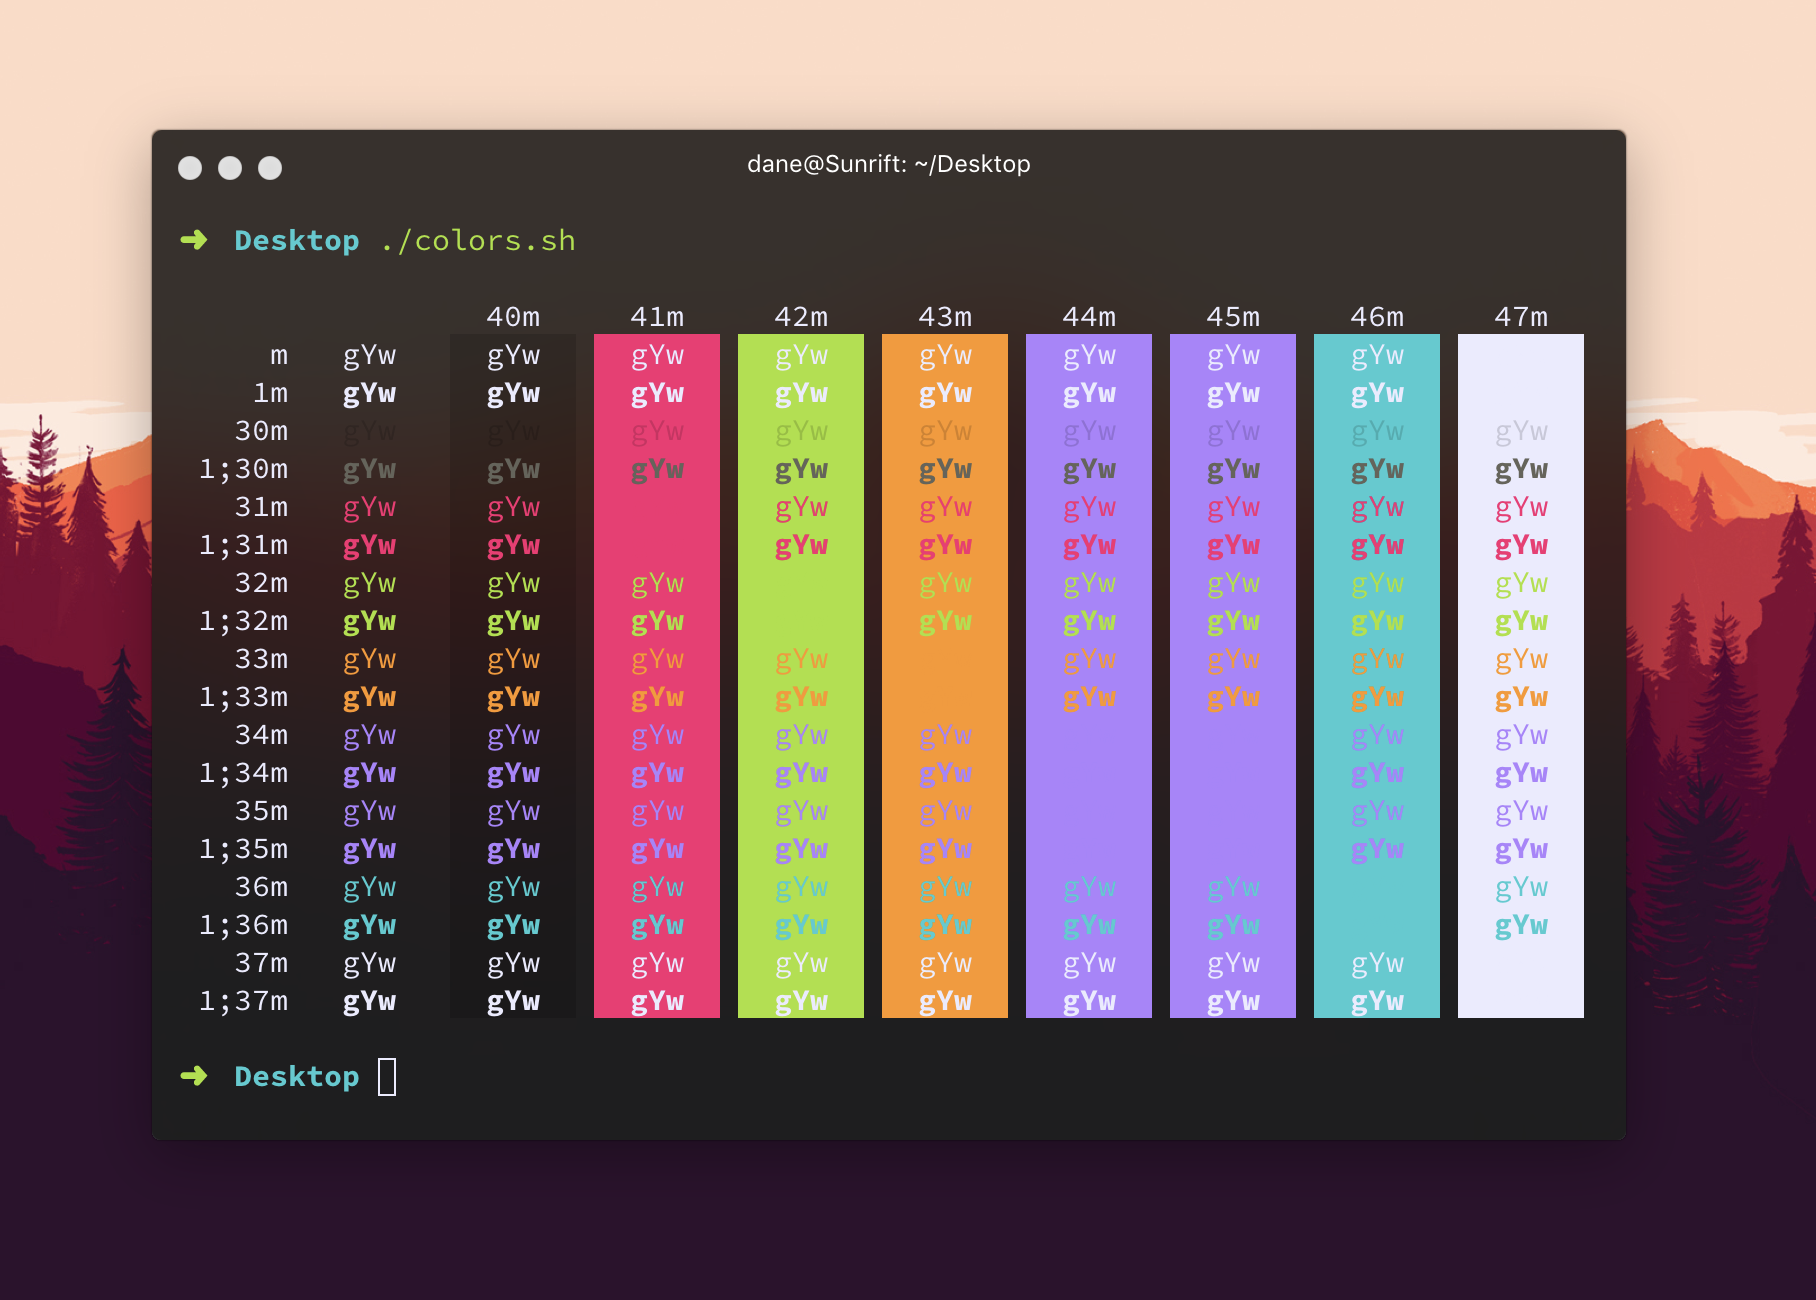 dane@Sunrift: ~/Desktop
➜ Desktop ./colors.sh
40m 41m 42m 43m 44m 45m 46m 47m
m gYw gYw gYw gYw gYw gYw gYw gYw
1m gYw gYw gYw gYw gYw gYw gYw gYw
30m gYw gYw gYw gYw gYw gYw gYw gYw gYw
1;30m gYw gYw gYw gYw gYw gYw gYw gYw gYw
31m gYw gYw gYw gYw gYw gYw gYw gYw
1;31m gYw gYw gYw gYw gYw gYw gYw gYw
32m gYw gYw gYw gYw gYw gYw gYw gYw
1;32m gYw gYw gYw gYw gYw gYw gYw gYw
33m gYw gYw gYw gYw gYw gYw gYw gYw
1;33m gYw gYw gYw gYw gYw gYw gYw gYw
34m gYw gYw gYw gYw gYw gYw gYw
1;34m gYw gYw gYw gYw gYw gYw gYw
35m gYw gYw gYw gYw gYw gYw gYw
1;35m gYw gYw gYw gYw gYw gYw gYw
36m gYw gYw gYw gYw gYw gYw gYw gYw
1;36m gYw gYw gYw gYw gYw gYw gYw gYw
37m gYw gYw gYw gYw gYw gYw gYw gYw
1;37m gYw gYw gYw gYw gYw gYw gYw gYw
➜ Desktop